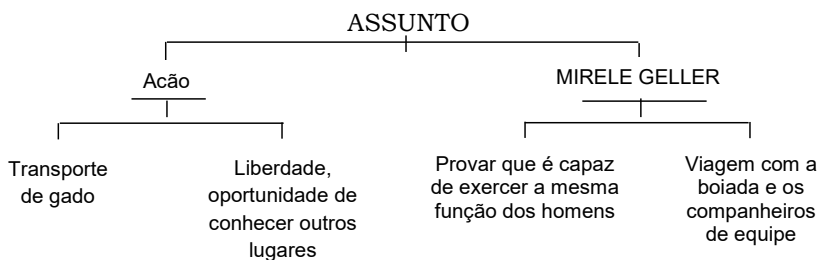 ASSUNTO
Acão
MIRELE GELLER
Transporte
de gado
Liberdade,
oportunidade de
conhecer outros
lugares
Provar que é capaz
de exercer a mesma
função dos homens
Viagem com a
boiada e os
companheiros
de equipe